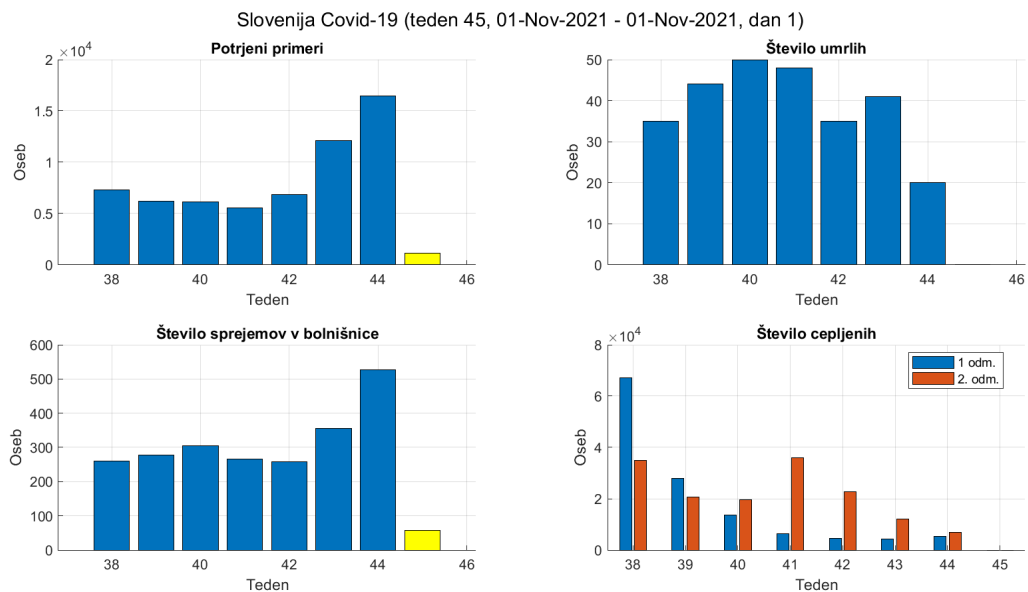 Slovenija Covid-19 (teden 45, 01-Nov-2021 - 01-Nov-2021, dan 1)
Potrjeni primeri
×10⁴
2
1.5
1
0.5
0
Oseb
38 40 42 44 46
Teden
Število umrlih
50
40
30
20
10
0
Oseb
38 40 42 44 46
Teden
Število sprejemov v bolnišnice
600
500
400
300
200
100
0
Oseb
38 40 42 44 46
Teden
Število cepljenih
×10⁴
8
6
4
2
0
Oseb
1 odm.
2. odm.
38 39 40 41 42 43 44 45
Teden